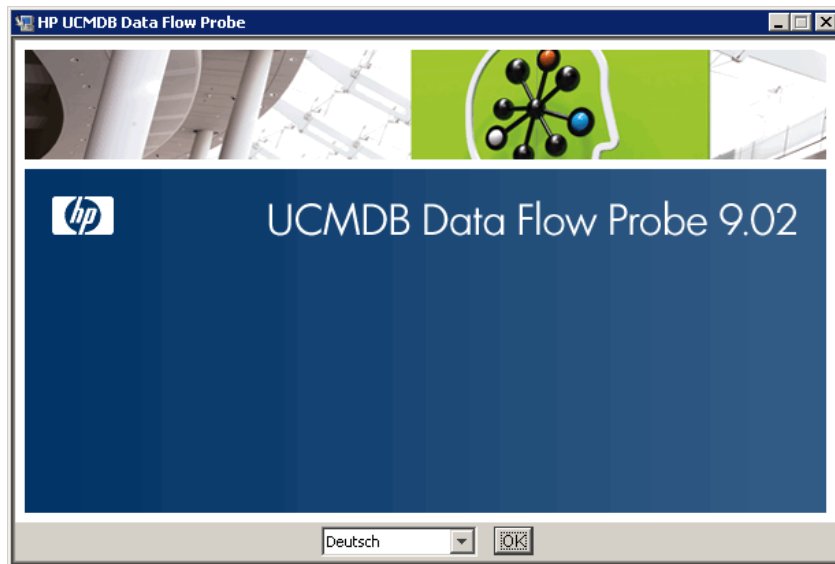 HP UCMDB Data Flow Probe
hp
UCMDB Data Flow Probe 9.02
Deutsch
OK